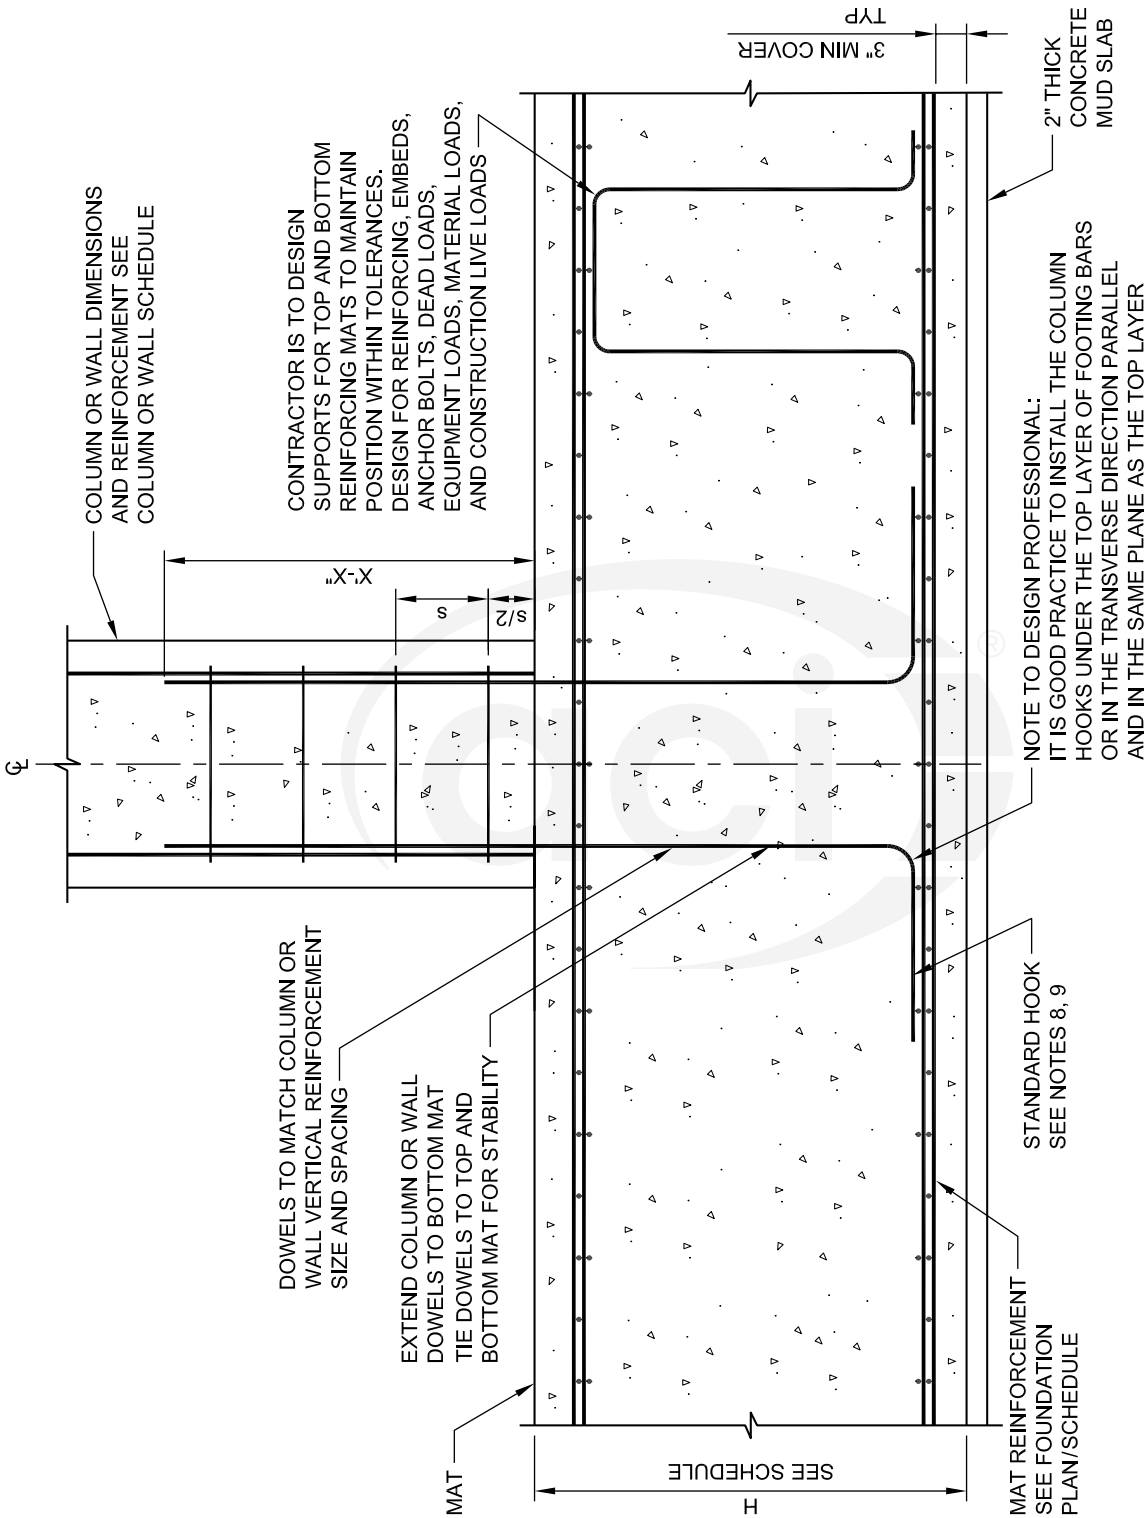 COLUMN OR WALL DIMENSIONS
AND REINFORCEMENT SEE
COLUMN OR WALL SCHEDULE
CONTRACTOR IS TO DESIGN
SUPPORTS FOR TOP AND BOTTOM
REINFORCING MATS TO MAINTAIN
POSITION WITHIN TOLERANCES.
DESIGN FOR REINFORCING, EMBEDS,
ANCHOR BOLTS, DEAD LOADS,
EQUIPMENT LOADS, MATERIAL LOADS,
AND CONSTRUCTION LIVE LOADS
DOWELS TO MATCH COLUMN OR
WALL VERTICAL REINFORCEMENT
SIZE AND SPACING
EXTEND COLUMN OR WALL
DOWELS TO BOTTOM MAT
TIE DOWELS TO TOP AND
BOTTOM MAT FOR STABILITY
MAT
CL
X'-X"
s
s/2
H
SEE SCHEDULE
3" MIN COVER
TYP
2" THICK
CONCRETE
MUD SLAB
NOTE TO DESIGN PROFESSIONAL:
IT IS GOOD PRACTICE TO INSTALL THE COLUMN
HOOKS UNDER THE TOP LAYER OF FOOTING BARS
OR IN THE TRANSVERSE DIRECTION PARALLEL
AND IN THE SAME PLANE AS THE TOP LAYER
STANDARD HOOK
SEE NOTES 8, 9
MAT REINFORCEMENT
SEE FOUNDATION
PLAN/SCHEDULE
aci®